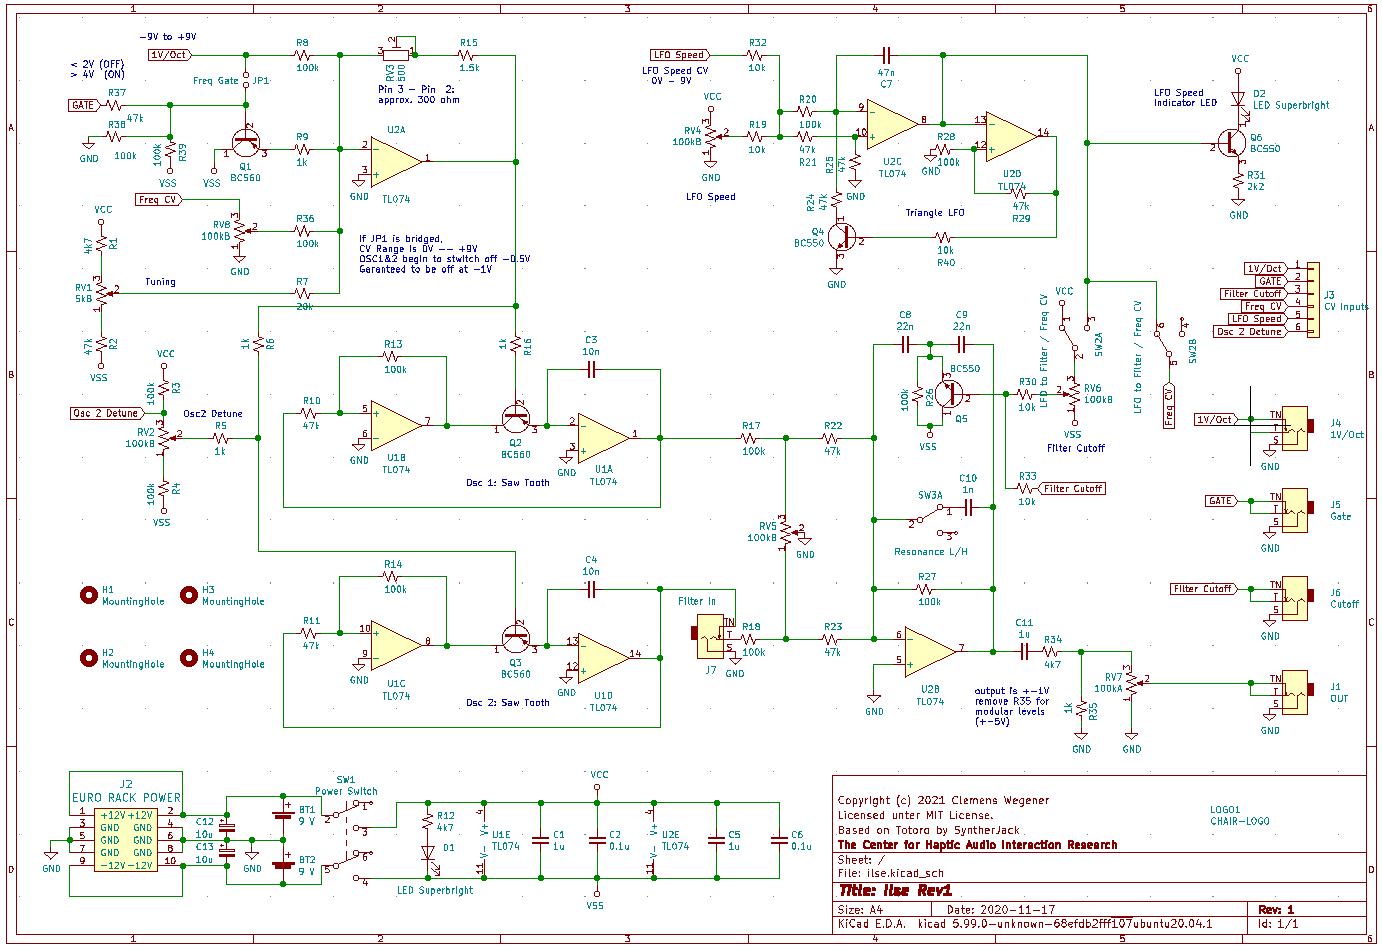 1
2
3
4
5
6
A
B
C
D
-9V to +9V
1V/Oct
< 2V (OFF)
> 4V (ON)
Freq Gate
JP1
GATE
R37
47k
R38
100k
GND
100k
R39
VSS
VSS
Q1
BC560
R8
100k
R9
1k
RV3
500
R15
1.5k
Pin 3 - Pin 2:
approx. 300 ohm
U2A
TL074
GND
Freq CV
VCC
4k7
R1
RV8
100kB
GND
R36
100k
If JP1 is bridged,
CV Range is 0V -- +9V
OSC1&2 begin to stwitch off -0.5V
Garanteed to be off at -1V
Tuning
RV1
5kB
R7
20k
47k
R2
VSS
VCC
100k
R3
Osc 2 Detune
Osc2 Detune
RV2
100kB
R5
1k
100k
R4
VSS
1k
R6
R13
100k
R10
47k
U1B
TL074
GND
1k
R16
Q2
BC560
C3
10n
U1A
TL074
GND
Osc 1: Saw Tooth
R14
100k
R11
47k
U1C
TL074
GND
Q3
BC560
C4
10n
U1D
TL074
GND
Osc 2: Saw Tooth
H1
MountingHole
H3
MountingHole
H2
MountingHole
H4
MountingHole
LFO Speed
R32
10k
LFO Speed CV
0V - 9V
VCC
RV4
100kB
GND
R19
10k
LFO Speed
R20
100k
47k
R21
47k
R25
GND
C7
47n
U2C
TL074
R28
100k
GND
U2D
TL074
47k
R29
R24
47k
Q4
BC550
GND
Triangle LFO
10k
R40
LFO Speed
Indicator LED
VCC
D2
LED Superbright
Q6
BC550
R31
2k2
GND
1V/Oct
GATE
Filter Cutoff
Freq CV
LFO Speed
Osc 2 Detune
J3
CV Inputs
C8
22n
C9
22n
BC550
100k
R26
Q5
VSS
VCC
LFO to Filter / Freq CV
SW2A
LFO to Filter / Freq CV
SW2B
Freq CV
R30
10k
RV6
100kB
VSS
Filter Cutoff
R33
10k
Filter Cutoff
R17
100k
R22
47k
RV5
100kB
GND
SW3A
C10
1n
Resonance L/H
R27
100k
Filter In
J7
GND
R18
100k
R23
47k
U2B
TL074
GND
C11
1u
R34
4k7
output is +-1V
remove R35 for
modular levels
(+-5V)
1k
R35
GND
RV7
100kA
GND
1V/Oct
TN
T
S
GND
J4
1V/Oct
GATE
TN
T
S
GND
J5
Gate
Filter Cutoff
TN
T
S
GND
J6
Cutoff
TN
T
S
GND
J1
OUT
J2
EURO RACK POWER
+12V +12V
GND GND
GND GND
GND GND
-12V -12V
GND
C12
10u
C13
10u
GND
BT1
9 V
BT2
9 V
SW1
Power Switch
R12
4k7
D1
LED Superbright
U1E
TL074
V+
V-
C1
1u
VCC
C2
0.1u
VSS
U2E
TL074
V+
V-
C5
1u
C6
0.1u
LOGO1
CHAIR-LOGO
Copyright (c) 2021 Clemens Wegener
Licensed unter MIT License.
Based on Totoro by SyntherJack
The Center for Haptic Audio Interaction Research
Sheet: /
File: ilse.kicad_sch
Title: Ilse Rev1
Size: A4
Date: 2020-11-17
Rev: 1
KiCad E.D.A. kicad 5.99.0-unknown-68efdb2fff107ubuntu20.04.1
Id: 1/1